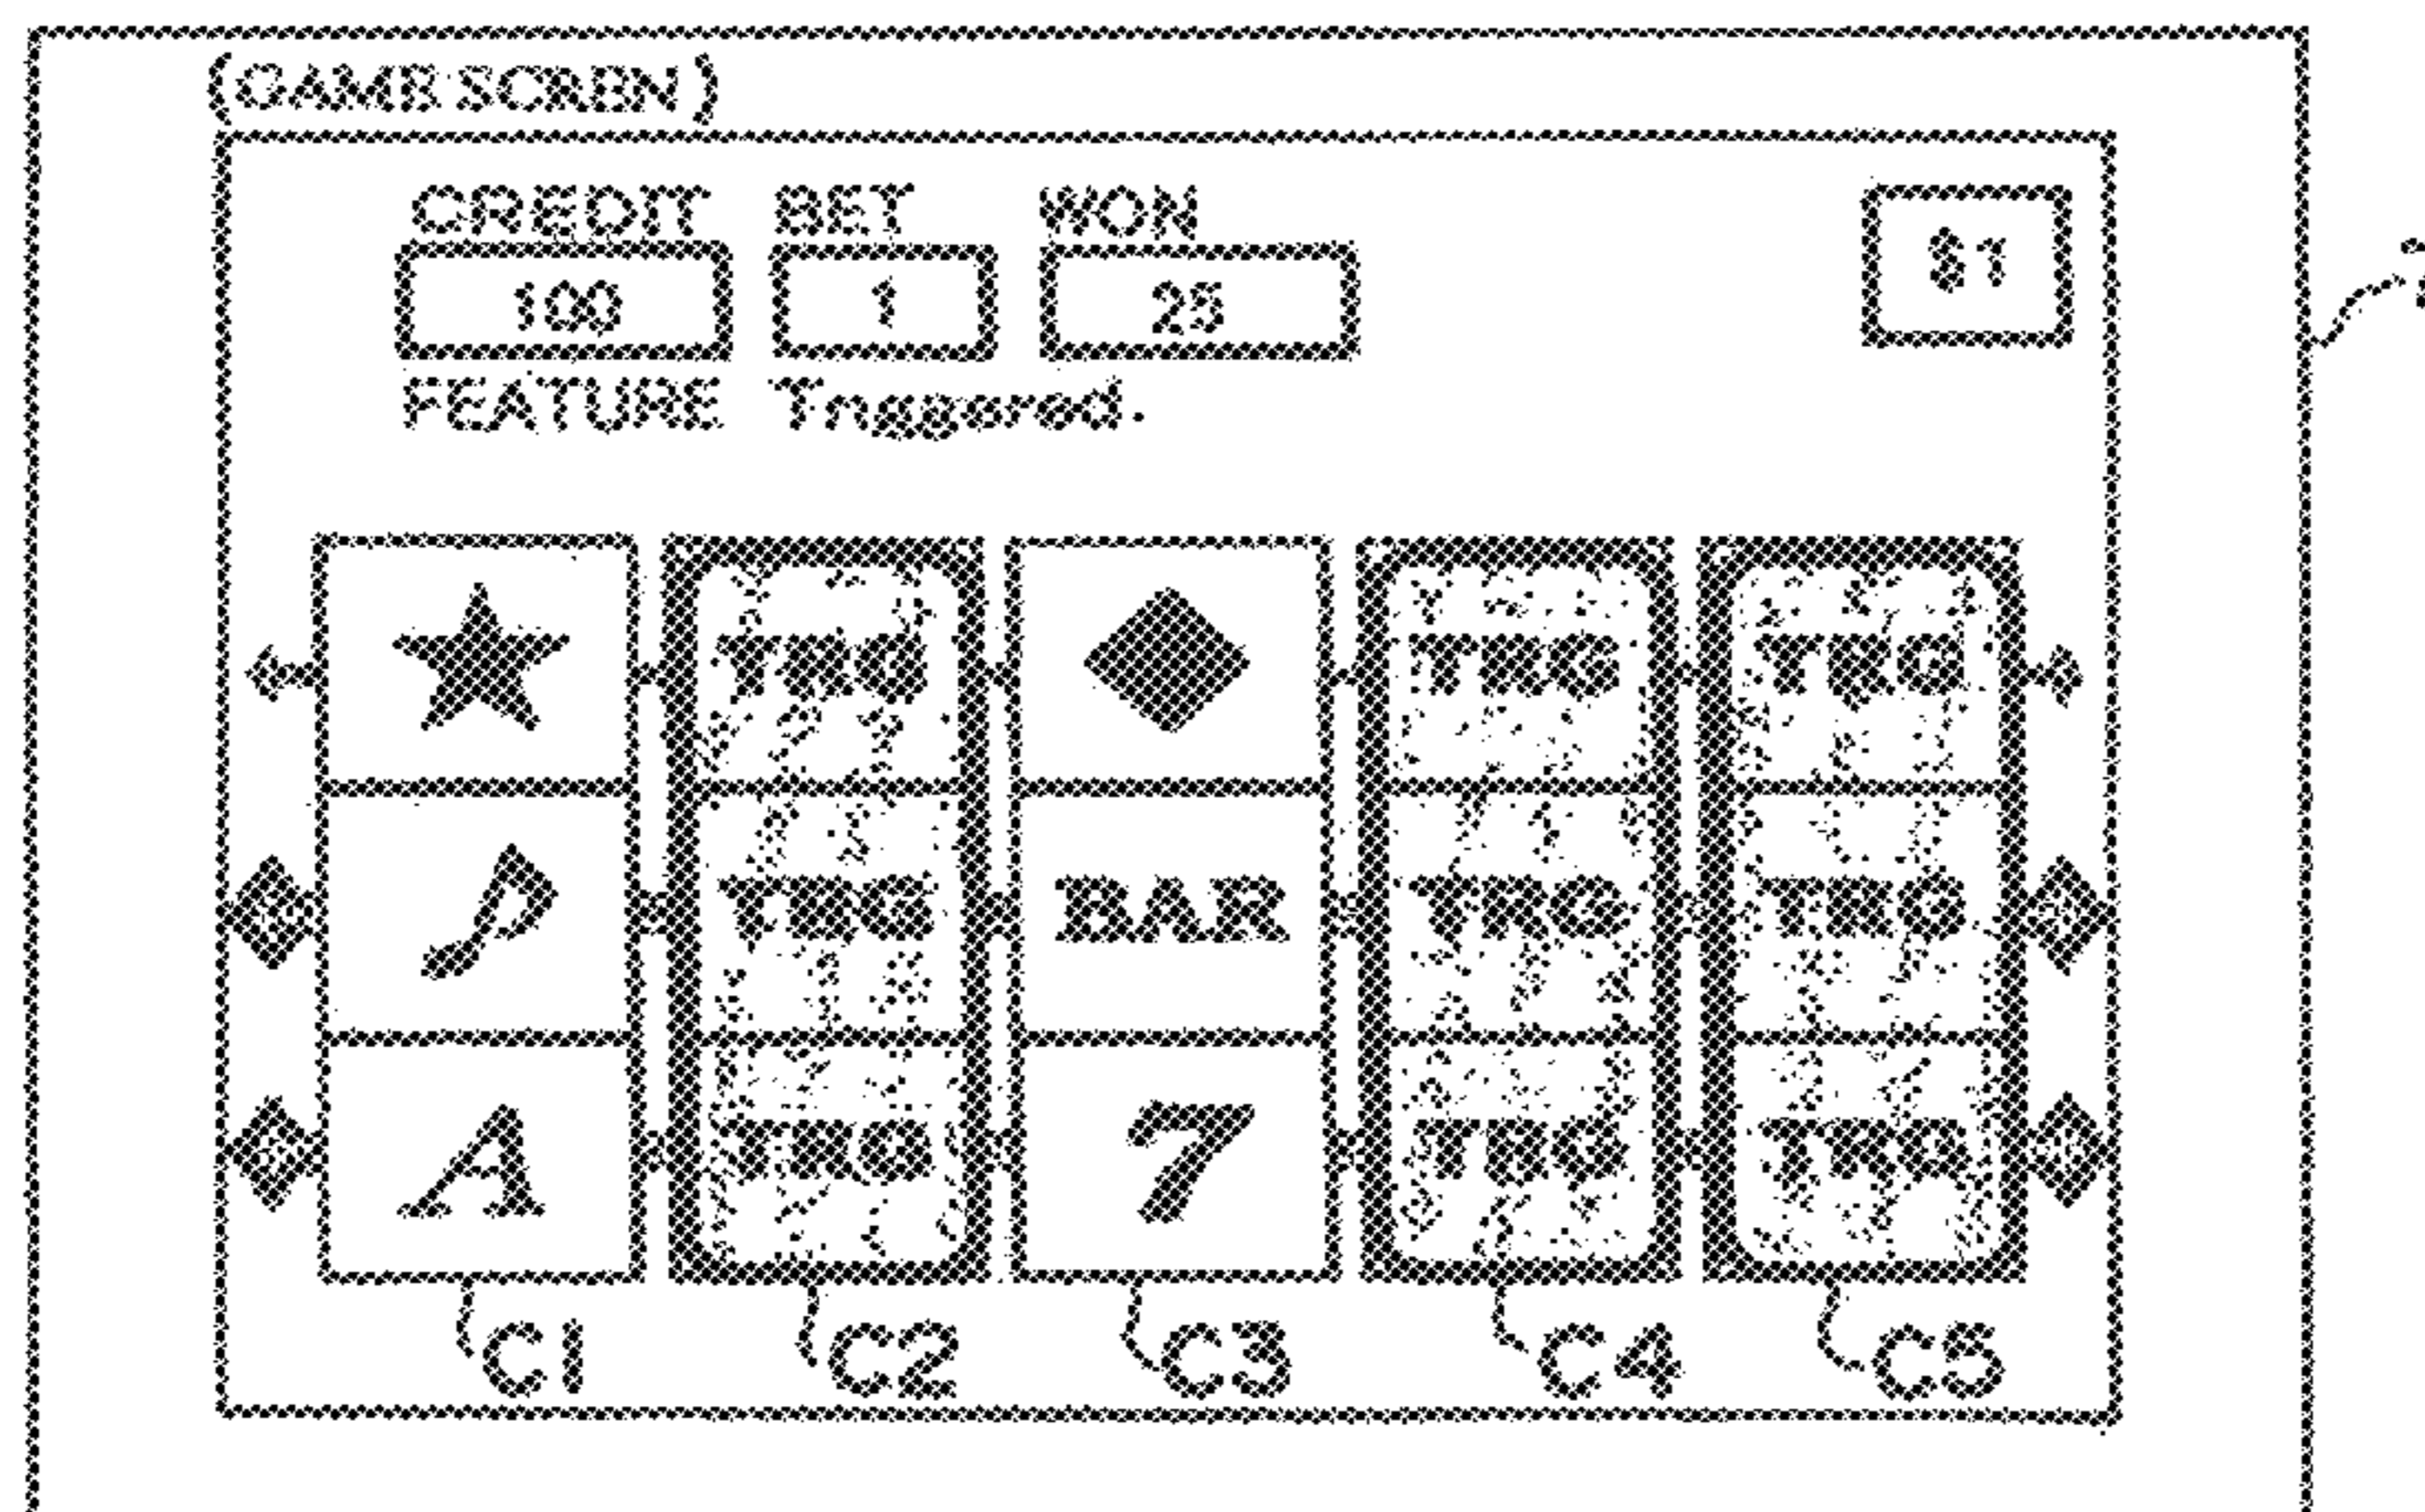 (GAME SCREN)
CREDIT BET WON
$1
100 1 25
FEATURE Triggered.
TRG TRG TRG
TRG BAR TRG TRG
A TRG 7 TRG TRG
C1 C2 C3 C4 C5